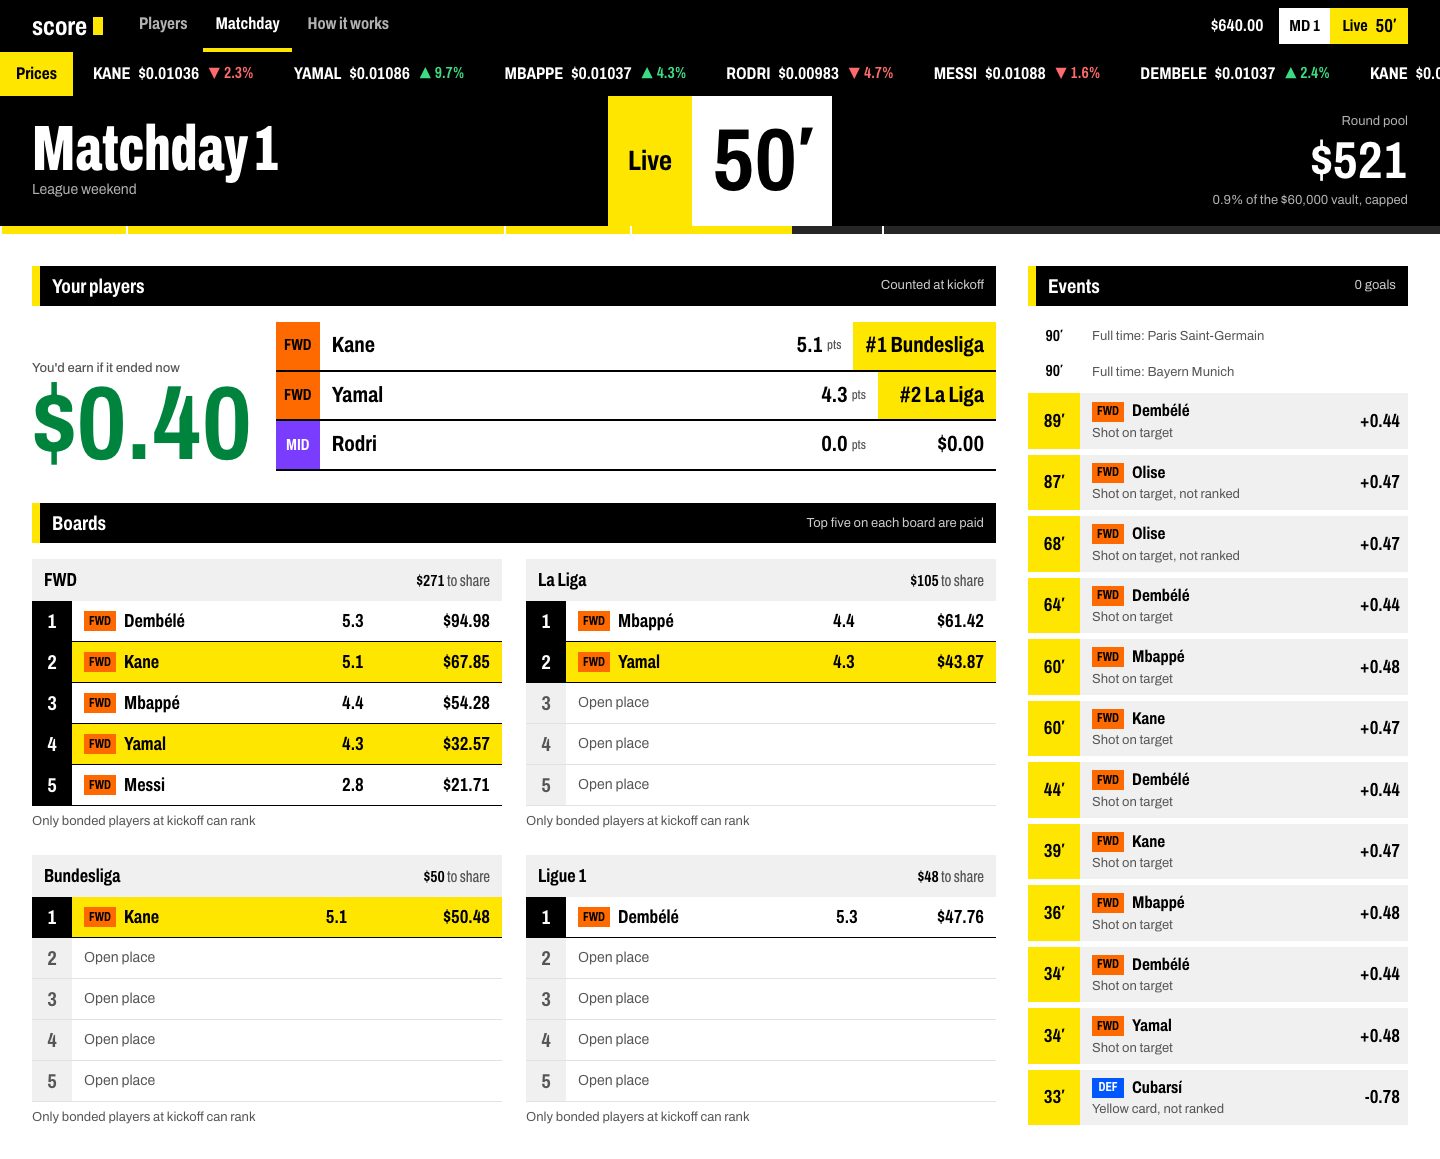 score
Players
Matchday
How it works
$640.00
MD 1
Live 50′
Prices
KANE $0.01036 ▼ 2.3%
YAMAL $0.01086 ▲ 9.7%
MBAPPE $0.01037 ▲ 4.3%
RODRI $0.00983 ▼ 4.7%
MESSI $0.01088 ▼ 1.6%
DEMBELE $0.01037 ▲ 2.4%
KANE
Matchday 1
League weekend
Live
50′
Round pool
$521
0.9% of the $60,000 vault, capped
Your players
Counted at kickoff
You'd earn if it ended now
$0.40
FWD Kane 5.1 pts #1 Bundesliga
FWD Yamal 4.3 pts #2 La Liga
MID Rodri 0.0 pts $0.00
Boards
Top five on each board are paid
FWD $271 to share
1 FWD Dembélé 5.3 $94.98
2 FWD Kane 5.1 $67.85
3 FWD Mbappé 4.4 $54.28
4 FWD Yamal 4.3 $32.57
5 FWD Messi 2.8 $21.71
Only bonded players at kickoff can rank
La Liga $105 to share
1 FWD Mbappé 4.4 $61.42
2 FWD Yamal 4.3 $43.87
3 Open place
4 Open place
5 Open place
Only bonded players at kickoff can rank
Bundesliga $50 to share
1 FWD Kane 5.1 $50.48
2 Open place
3 Open place
4 Open place
5 Open place
Only bonded players at kickoff can rank
Ligue 1 $48 to share
1 FWD Dembélé 5.3 $47.76
2 Open place
3 Open place
4 Open place
5 Open place
Only bonded players at kickoff can rank
Events
0 goals
90′ Full time: Paris Saint-Germain
90′ Full time: Bayern Munich
89′ FWD Dembélé +0.44
Shot on target
87′ FWD Olise +0.47
Shot on target, not ranked
68′ FWD Olise +0.47
Shot on target, not ranked
64′ FWD Dembélé +0.44
Shot on target
60′ FWD Mbappé +0.48
Shot on target
60′ FWD Kane +0.47
Shot on target
44′ FWD Dembélé +0.44
Shot on target
39′ FWD Kane +0.47
Shot on target
36′ FWD Mbappé +0.48
Shot on target
34′ FWD Dembélé +0.44
Shot on target
34′ FWD Yamal +0.48
Shot on target
33′ DEF Cubarsí -0.78
Yellow card, not ranked